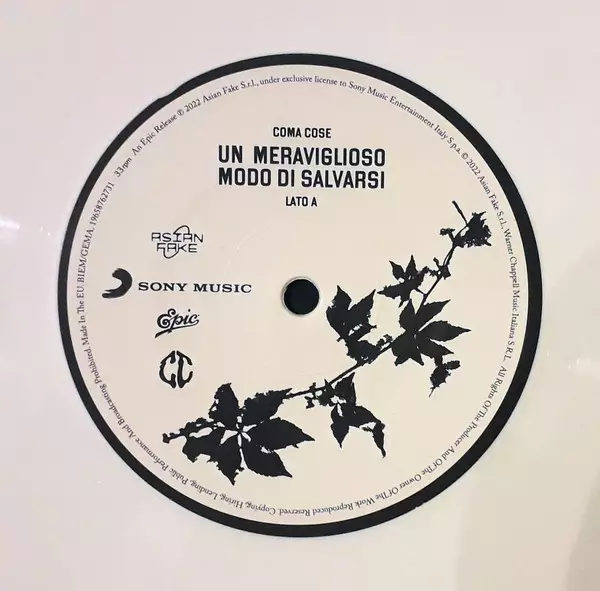 COMA COSE
UN MERAVIGLIOSO
MODO DI SALVARSI
LATO A
ASIAN
FAKE
SONY MUSIC
Epic
CC
33rpm An Epic Release ℗ 2022 Asian Fake S.r.l., under exclusive license to Sony Music Entertainment Italy S.p.a. © 2022 Asian Fake S.r.l., Warner Chappell Music Italiana S.R.L. All Rights Of The Producer And Of The Owner Of The Work Reproduced Reserved. Copying, Hiring, Lending, Public Performance And Broadcasting Prohibited. Made In The EU. BIEM/GEMA. 19658762731